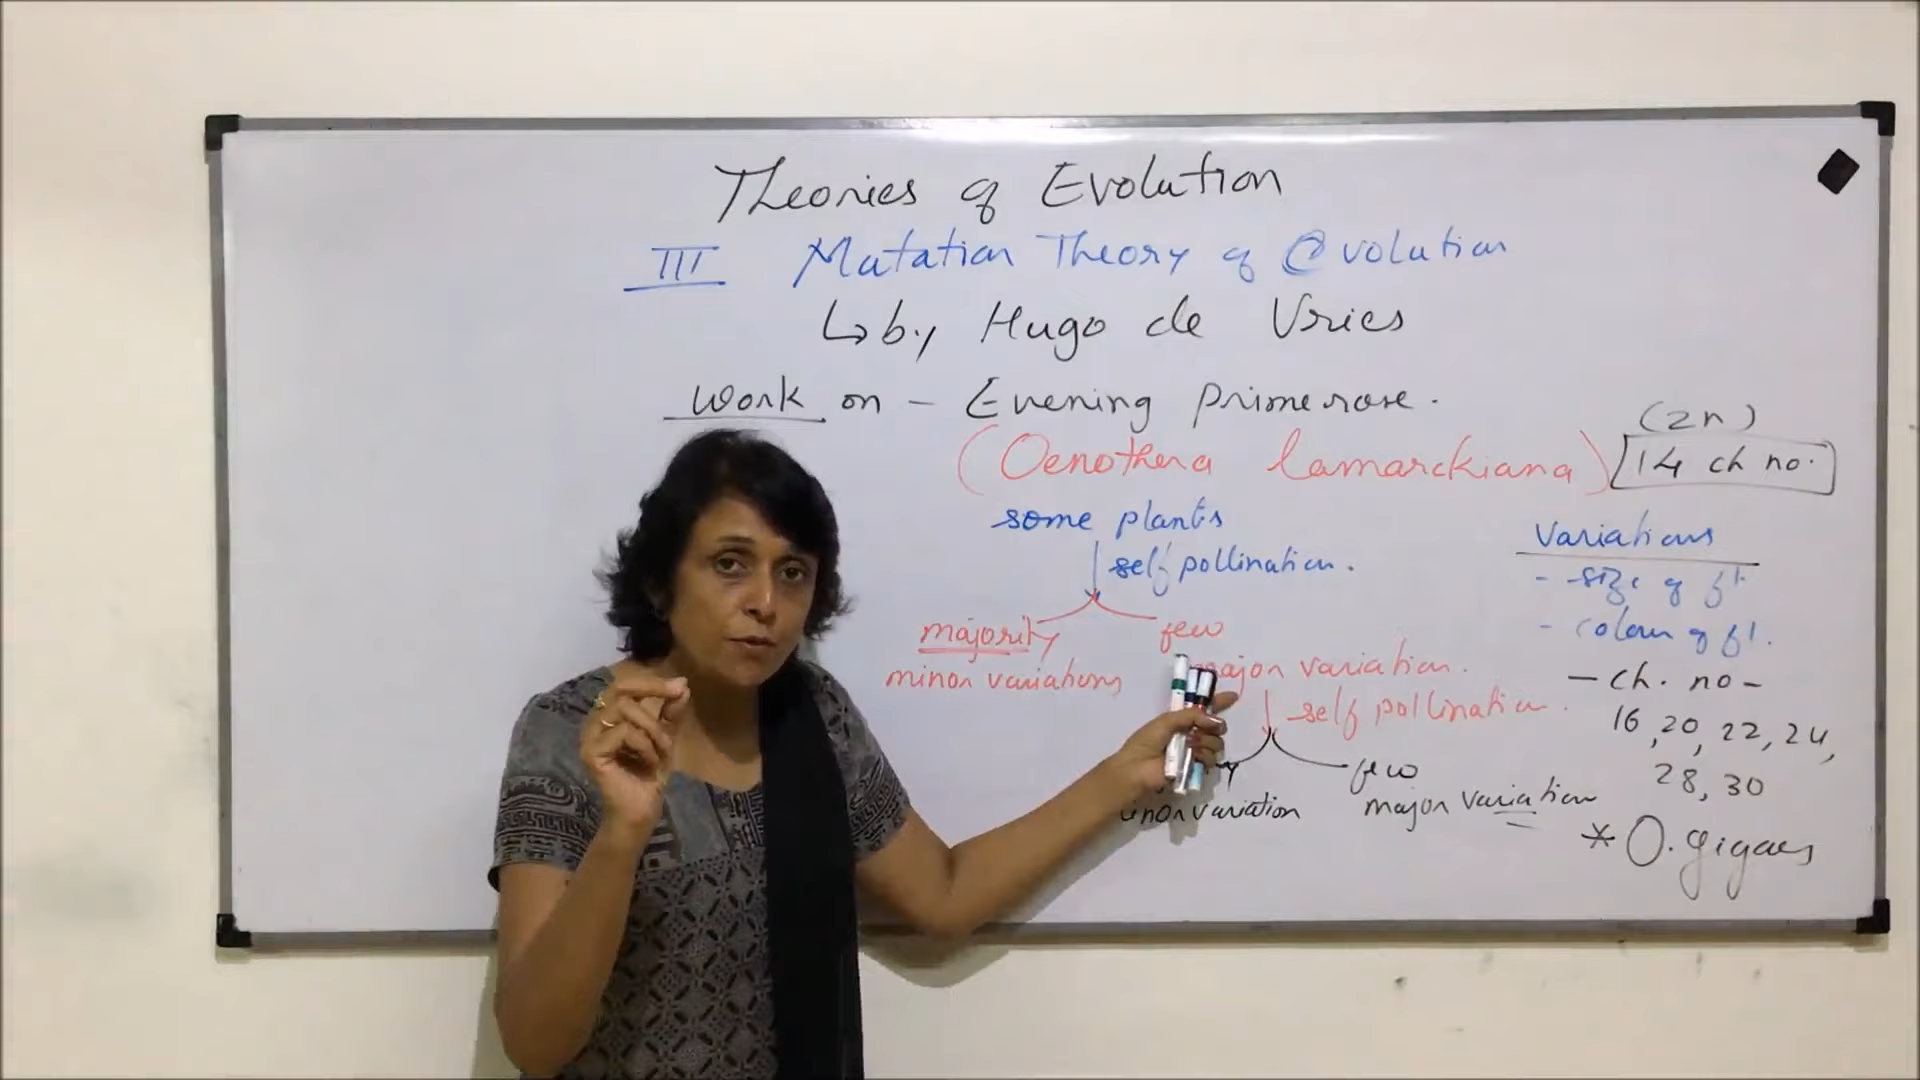 Theories of Evolution
III Mutation Theory of Evolution
↳ by Hugo de Vries
Work on - Evening primerose.
(Oenothera lamarckiana)
(2n)
14 ch no.
some plants
self pollination.
majority
minor variations
few
major variation.
self pollination.
variation
few
major variation
Variations
- size of fl.
- colour of fl.
- ch. no -
16, 20, 22, 24,
28, 30
* O. gigas